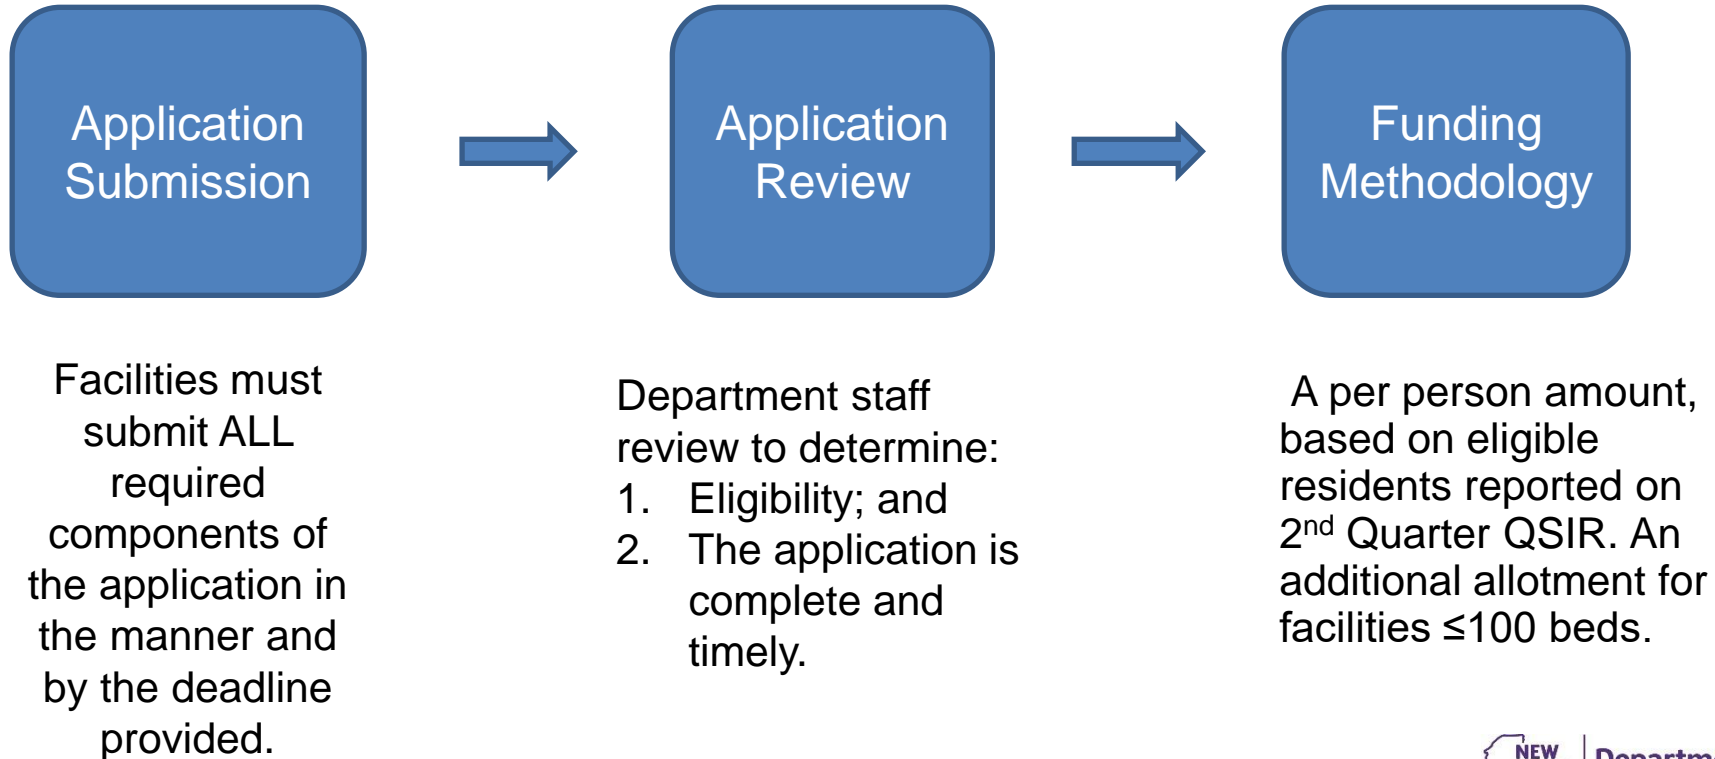 Application
Submission
Application
Review
Funding
Methodology
Facilities must
submit ALL
required
components of
the application in
the manner and
by the deadline
provided.
Department staff
review to determine:
1. Eligibility; and
2. The application is
complete and
timely.
A per person amount,
based on eligible
residents reported on
2nd Quarter QSIR. An
additional allotment for
facilities ≤100 beds.
NEW